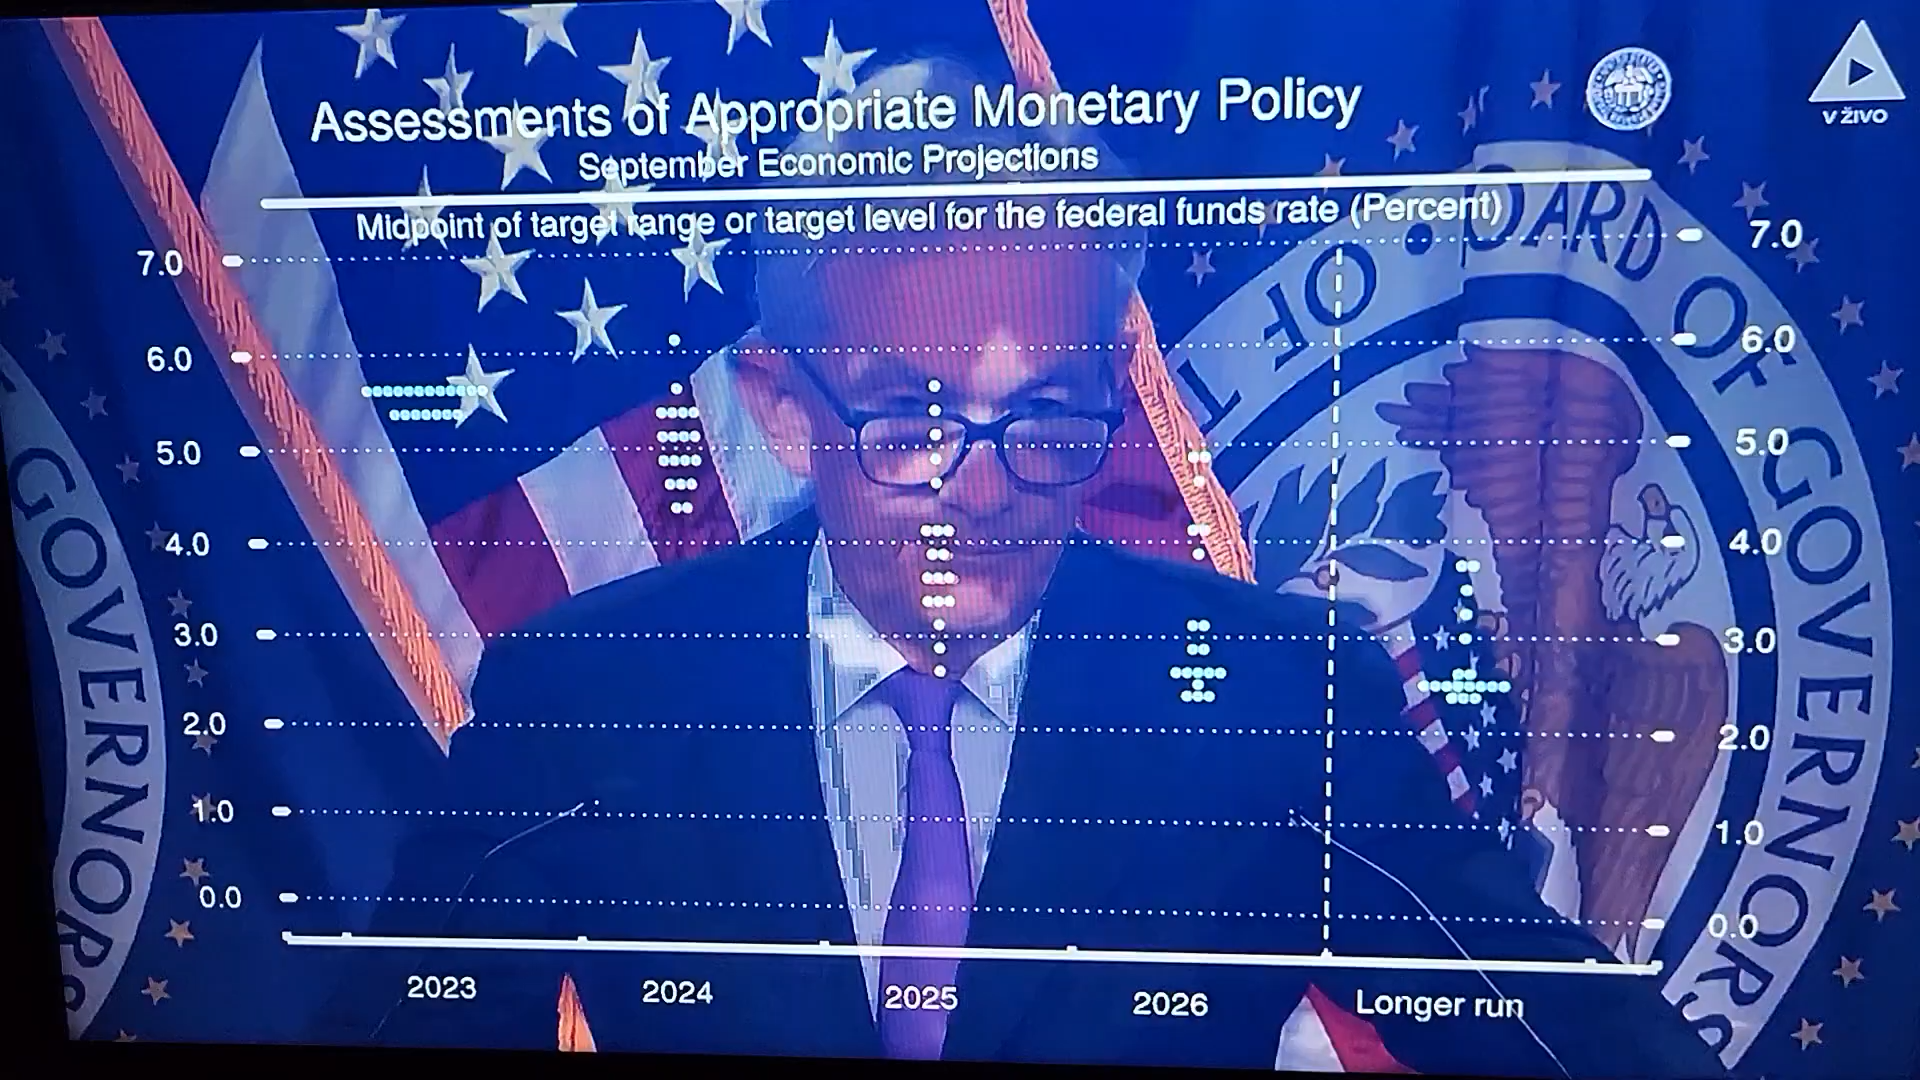 Assessments of Appropriate Monetary Policy
September Economic Projections
Midpoint of target range or target level for the federal funds rate (Percent)
V ŽIVO
7.0 7.0
6.0 6.0
5.0 5.0
4.0 4.0
3.0 3.0
2.0 2.0
1.0 1.0
0.0 0.0
2023 2024 2025 2026 Longer run
GOVERNORS
OF T
OARD OF GOVERNORS